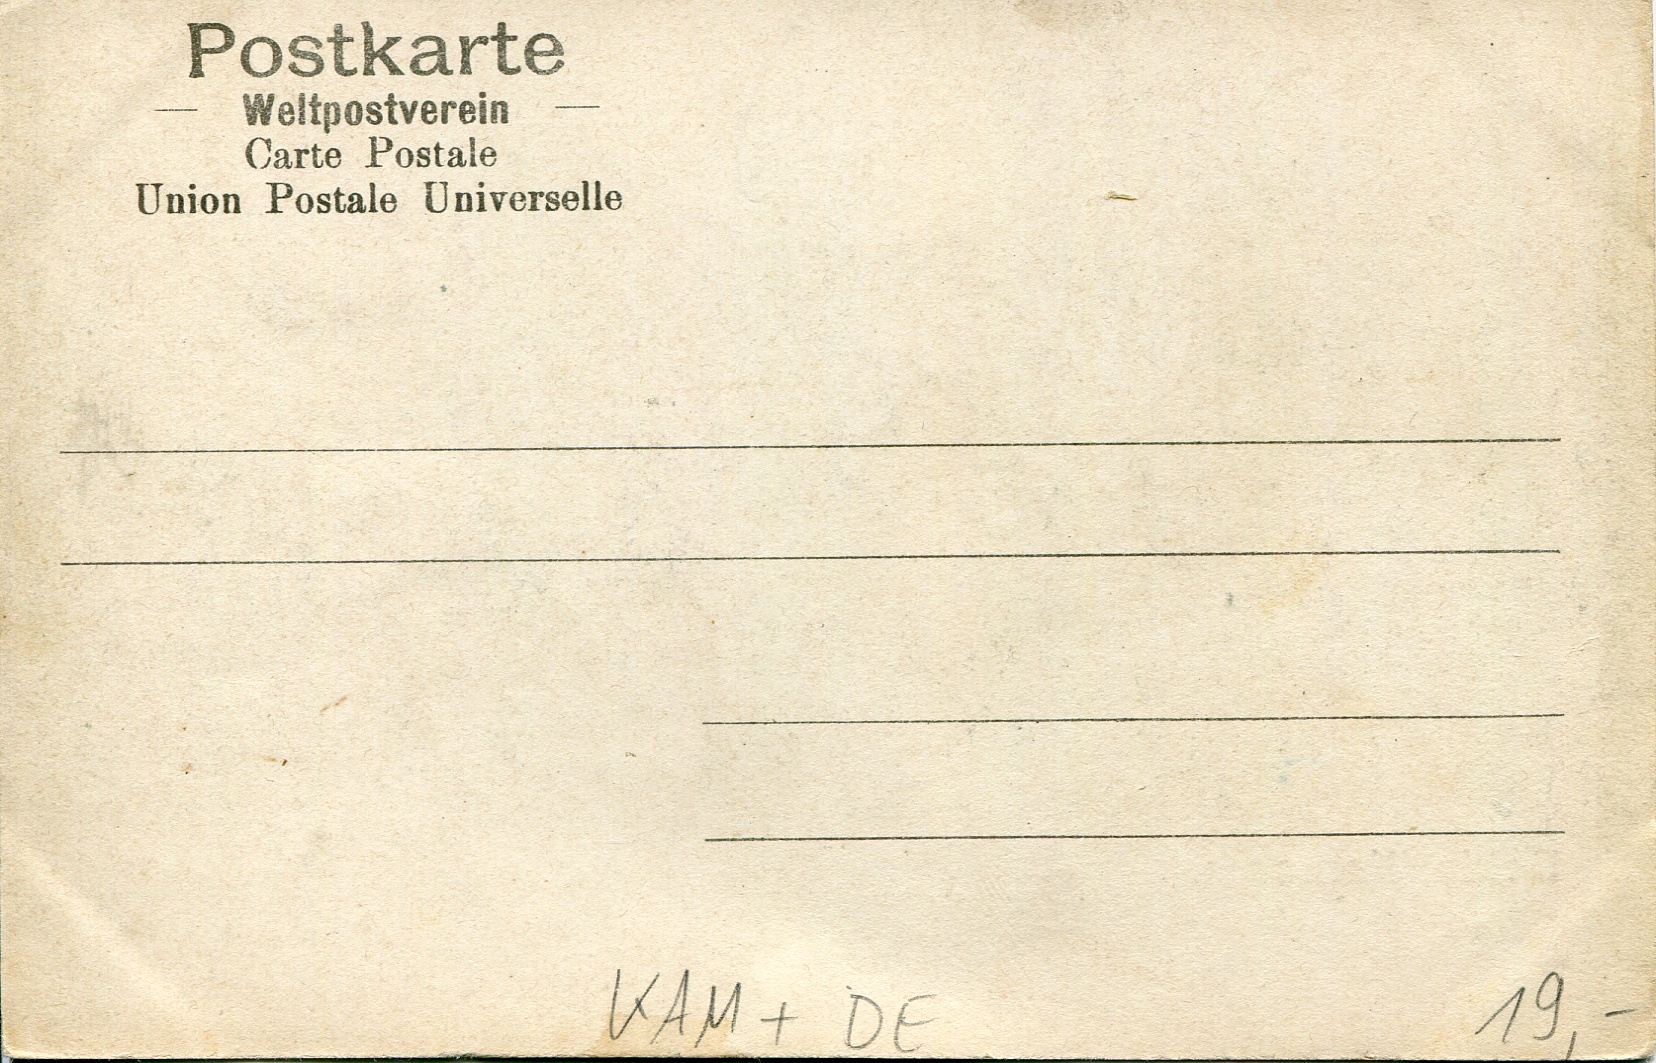 Postkarte
Weltpostverein
Carte Postale
Union Postale Universelle
KAM + DE
19,-